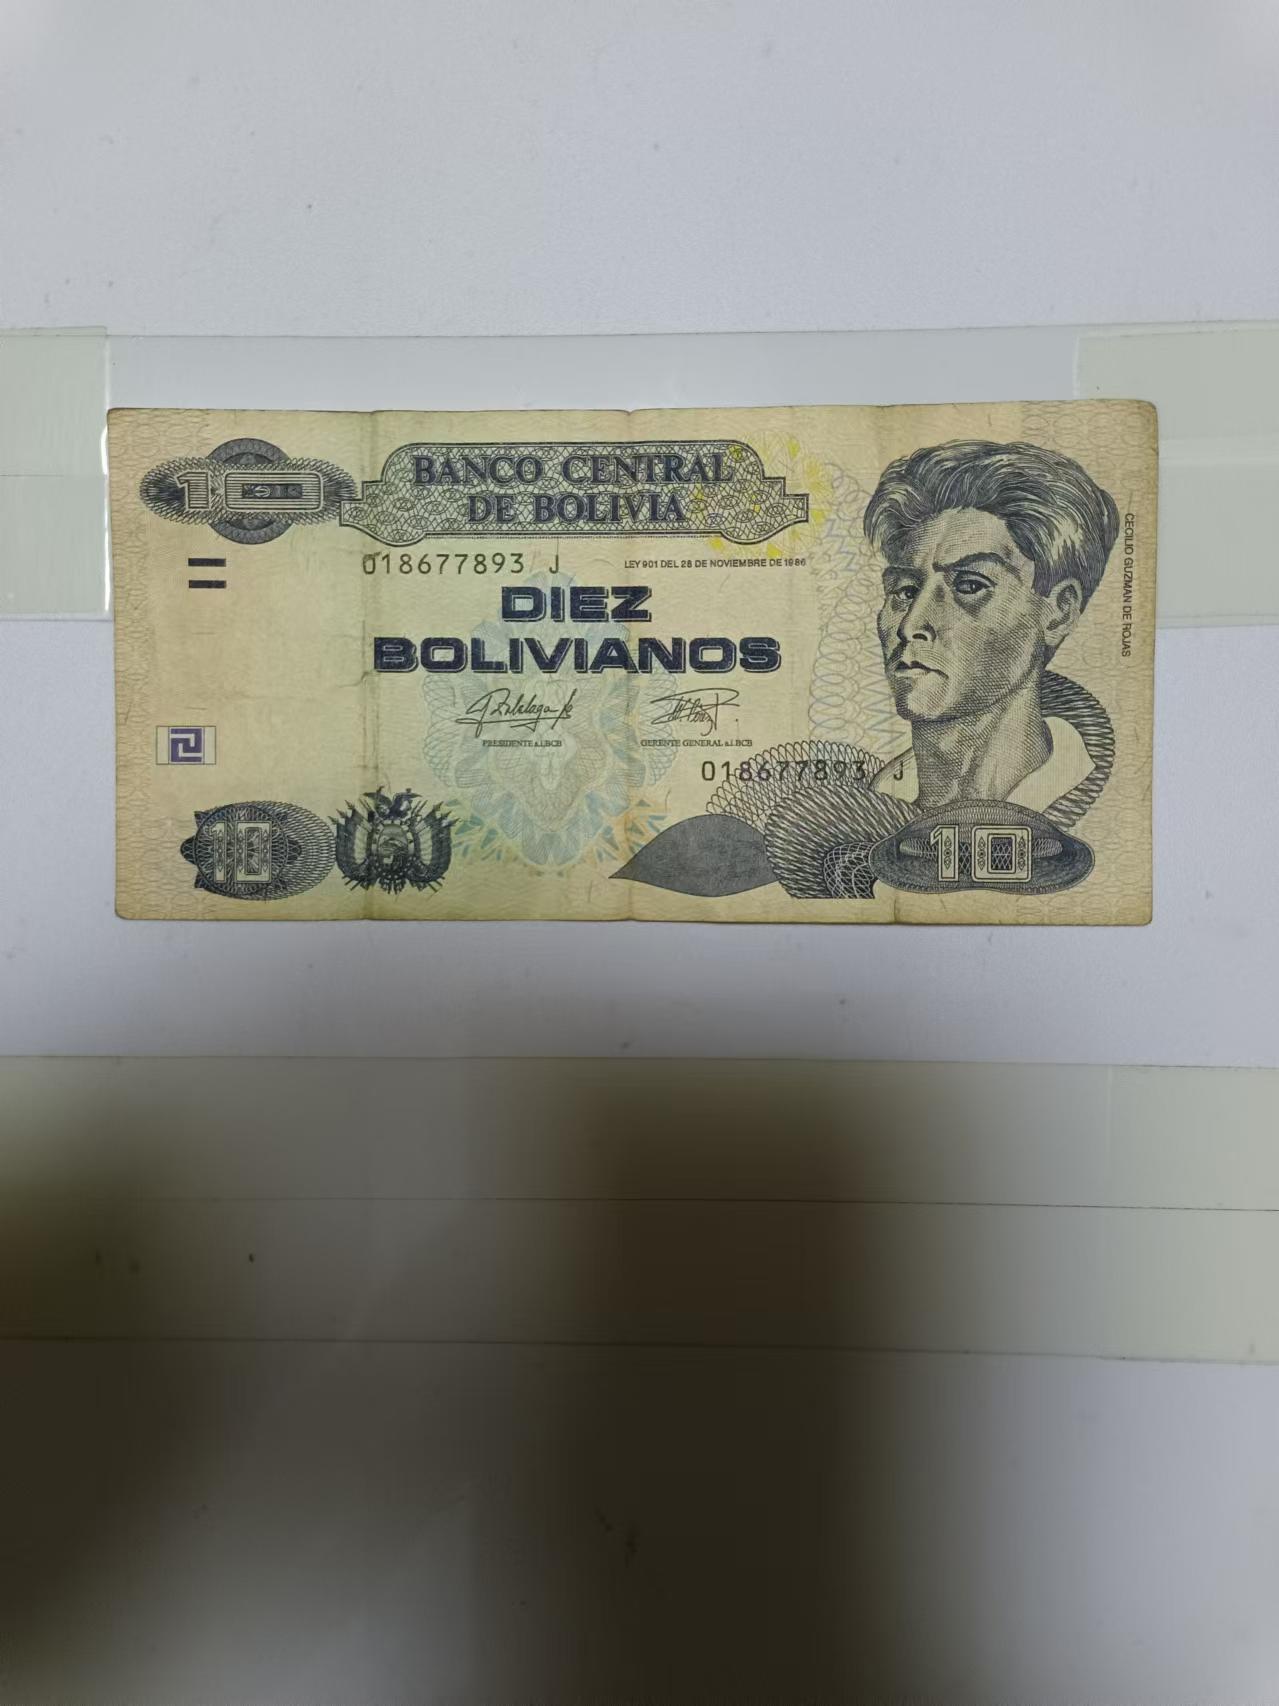 10
BANCO CENTRAL
DE BOLIVIA
018677893 J
LEY 901 DEL 28 DE NOVIEMBRE DE 1986
DIEZ
BOLIVIANOS
PRESIDENTE a.i.BCB
GERENTE GENERAL a.i.BCB
018677893 J
10
10
CECILIO GUZMAN DE ROJAS